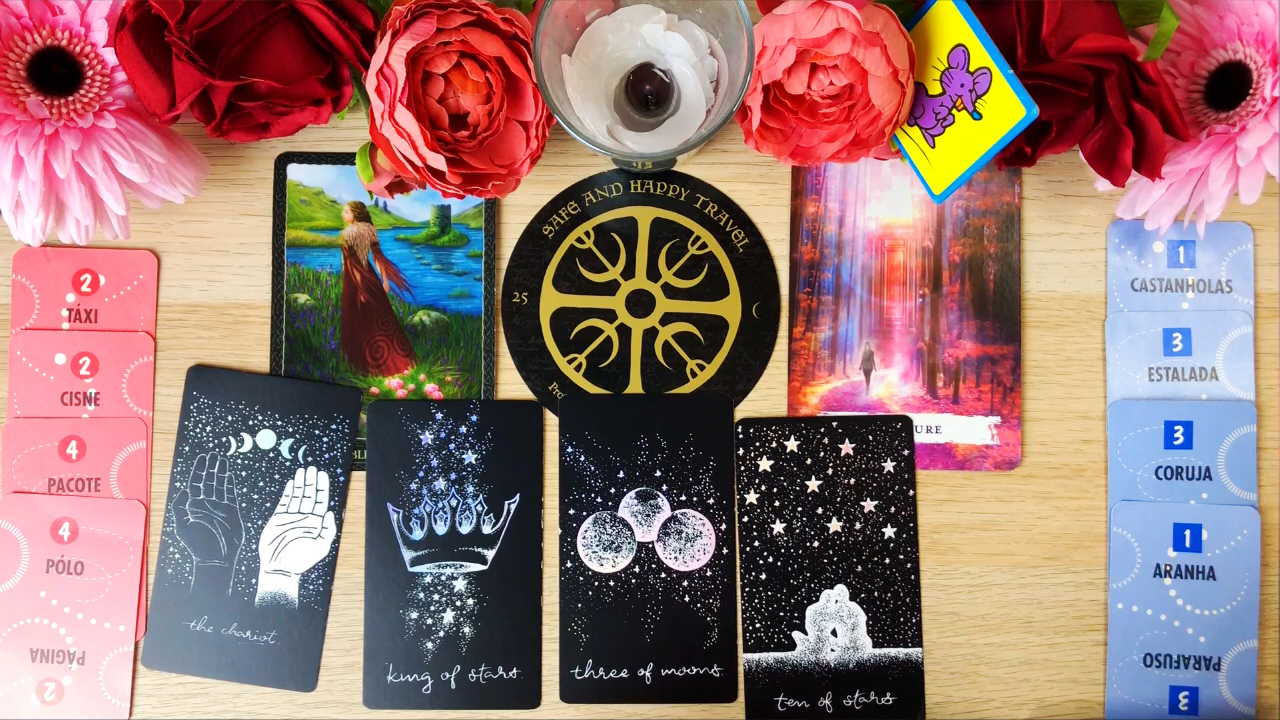 2
TÁXI
2
CISNE
4
PACOTE
4
PÓLO
PÁGINA
2
SAFE AND HAPPY TRAVEL
25
URE
the chariot.
king of stars.
three of moons.
ten of stars
1
CASTANHOLAS
3
ESTALADA
3
CORUJA
1
ARANHA
PARAFUSO
3